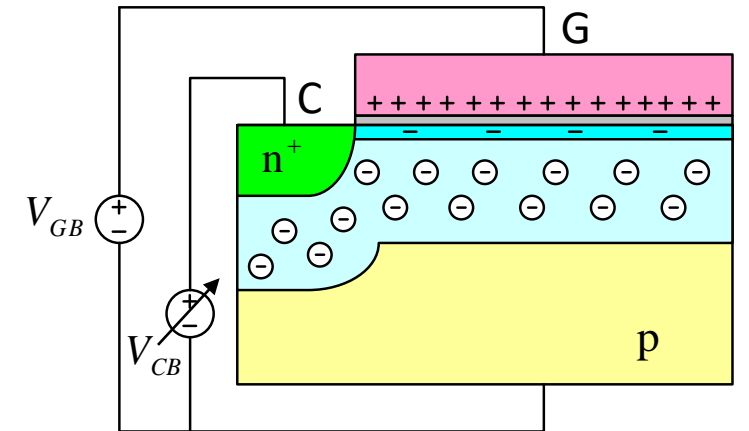 G
C
+ + + + + + + + + + + + + + +
− − − −
n⁺
− − − − − −
− − − − −
V_GB
+
−
− −
− −
+
−
V_CB
p